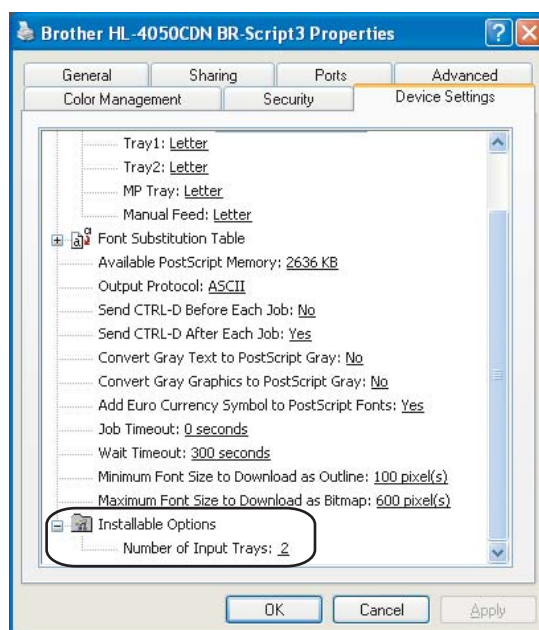 Brother HL-4050CDN BR-Script3 Properties
General Sharing Ports Advanced
Color Management Security Device Settings
Tray1: Letter
Tray2: Letter
MP Tray: Letter
Manual Feed: Letter
Font Substitution Table
Available PostScript Memory: 2636 KB
Output Protocol: ASCII
Send CTRL-D Before Each Job: No
Send CTRL-D After Each Job: Yes
Convert Gray Text to PostScript Gray: No
Convert Gray Graphics to PostScript Gray: No
Add Euro Currency Symbol to PostScript Fonts: Yes
Job Timeout: 0 seconds
Wait Timeout: 300 seconds
Minimum Font Size to Download as Outline: 100 pixel(s)
Maximum Font Size to Download as Bitmap: 600 pixel(s)
Installable Options
Number of Input Trays: 2
OK Cancel Apply